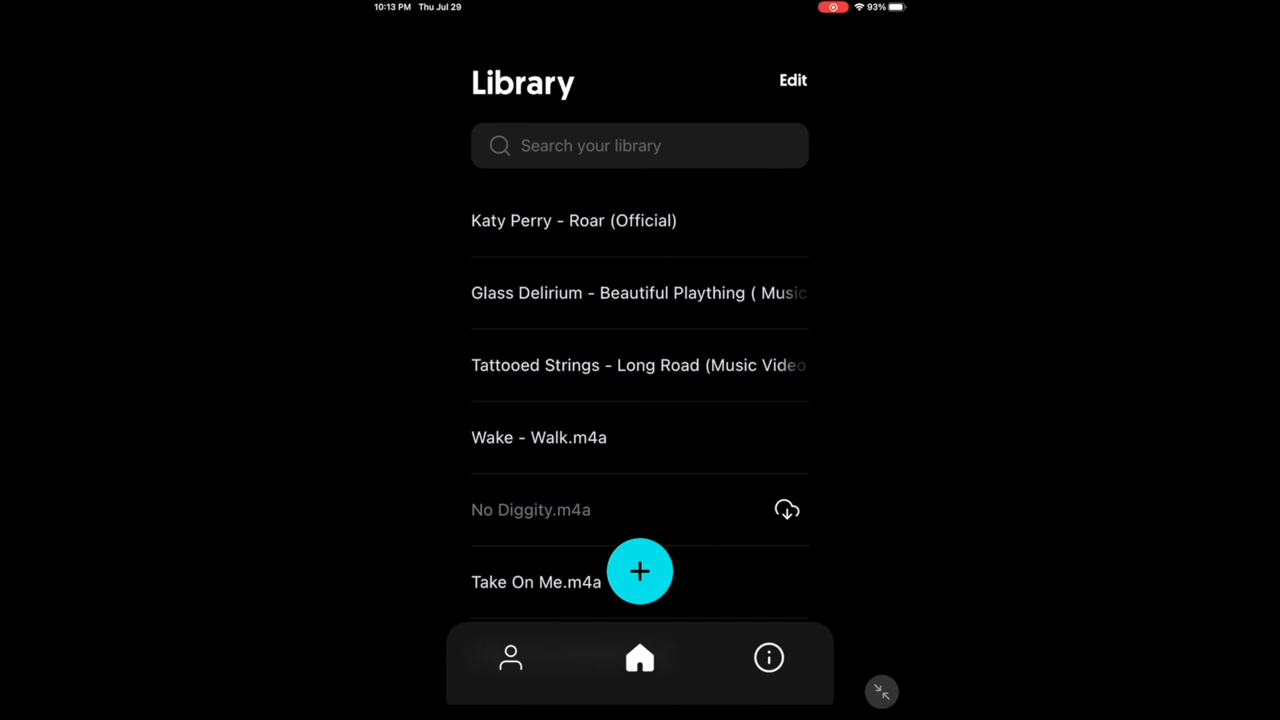 10:13 PM Thu Jul 29
93%
Library
Edit
Search your library
Katy Perry - Roar (Official)
Glass Delirium - Beautiful Plaything ( Music
Tattooed Strings - Long Road (Music Video
Wake - Walk.m4a
No Diggity.m4a
Take On Me.m4a